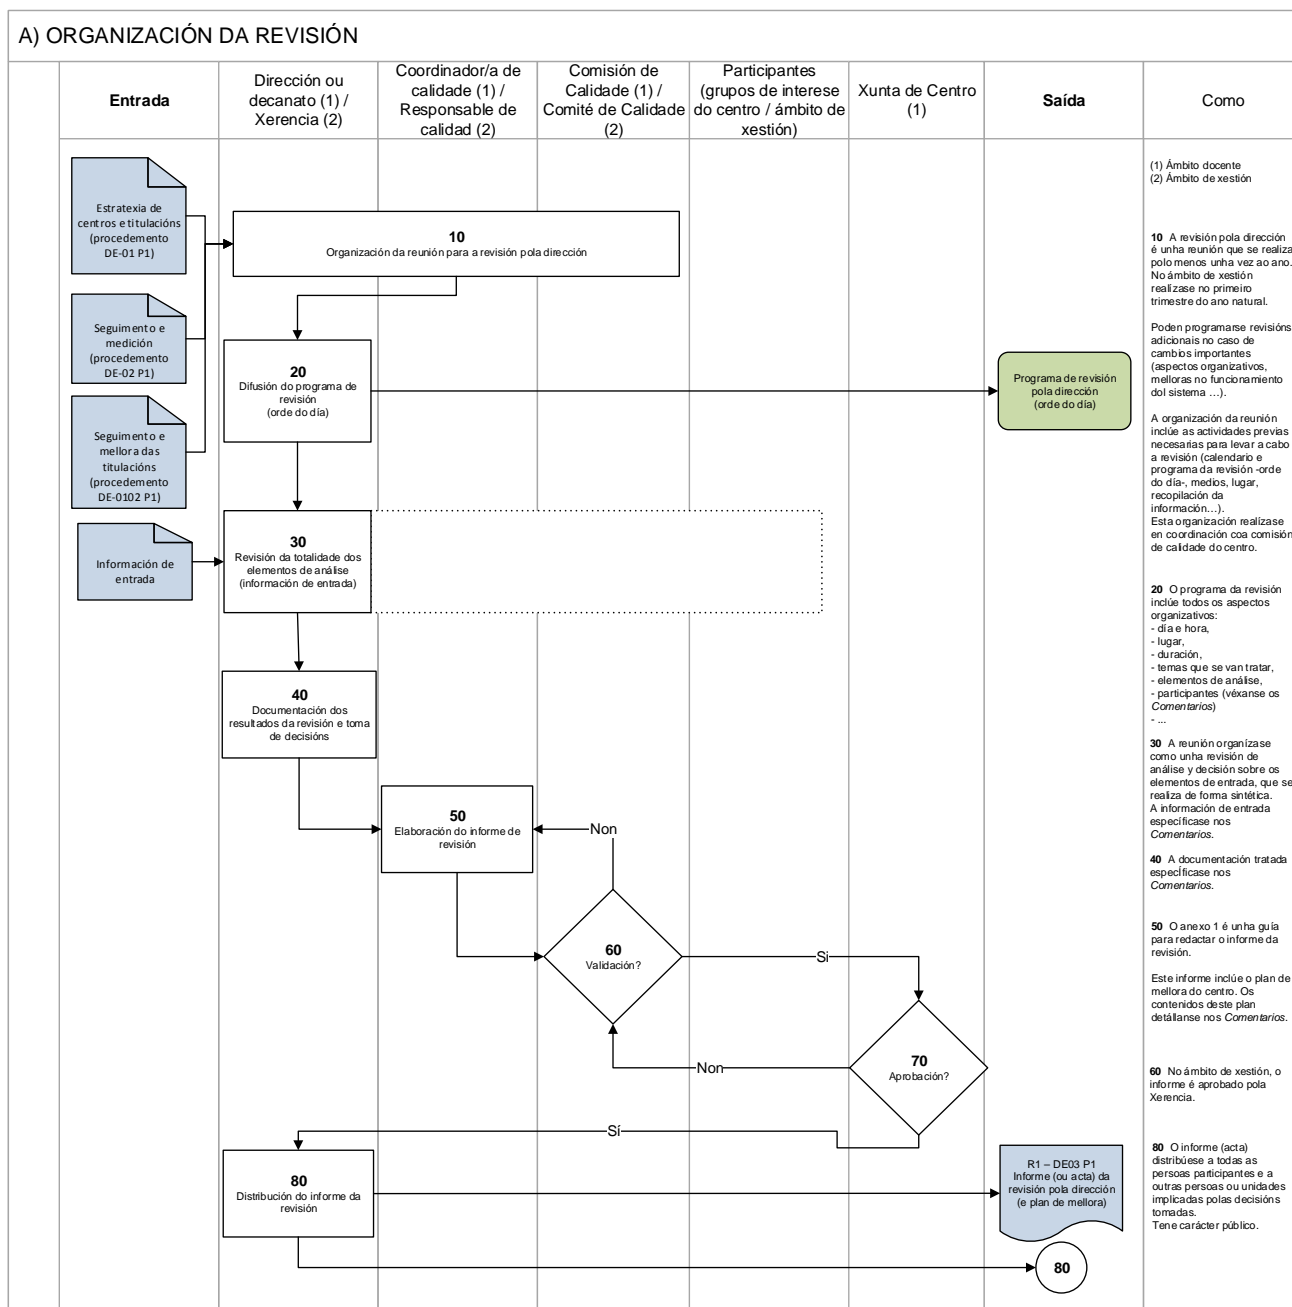 A) ORGANIZACIÓN DA REVISIÓN
Entrada
Dirección ou
decanato (1) /
Xerencia (2)
Coordinador/a de
calidade (1) /
Responsable de
calidad (2)
Comisión de
Calidade (1) /
Comité de Calidade
(2)
Participantes
(grupos de interese
do centro / ámbito de
xestión)
Xunta de Centro
(1)
Saída
Como
Estratexia de
centros e titulacións
(procedemento
DE-01 P1)
Seguimento e
medición
(procedemento
DE-02 P1)
Seguimento e
mellora das
titulacións
(procedemento
DE-0102 P1)
Información de
entrada
10
Organización da reunión para a revisión pola dirección
20
Difusión do programa de
revisión
(orde do día)
Programa de revisión
pola dirección
(orde do día)
30
Revisión da totalidade dos
elementos de análise
(información de entrada)
40
Documentación dos
resultados da revisión e toma
de decisións
50
Elaboración do informe de
revisión
Non
60
Validación?
Si
70
Aprobación?
Non
Sí
80
Distribución do informe da
revisión
R1 – DE03 P1
Informe (ou acta) da
revisión pola dirección
(e plan de mellora)
80
(1) Ámbito docente
(2) Ámbito de xestión
10 A revisión pola dirección
é unha reunión que se realiza
polo menos unha vez ao ano.
No ámbito de xestión
realízase no primeiro
trimestre do ano natural.
Poden programarse revisións
adicionais no caso de
cambios importantes
(aspectos organizativos,
melloras no funcionamiento
dol sistema ...).
A organización da reunión
inclúe as actividades previas
necesarias para levar a cabo
a revisión (calendario e
programa da revisión -orde
do día-, medios, lugar,
recopilación da
información...).
Esta organización realízase
en coordinación coa comisión
de calidade do centro.
20 O programa da revisión
inclúe todos os aspectos
organizativos:
- día e hora,
- lugar,
- duración,
- temas que se van tratar,
- elementos de análise,
- participantes (véxanse os
Comentarios)
- ...
30 A reunión organízase
como unha revisión de
análise y decisión sobre os
elementos de entrada, que se
realiza de forma sintética.
A información de entrada
específicase nos
Comentarios.
40 A documentación tratada
específicase nos
Comentarios.
50 O anexo 1 é unha guía
para redactar o informe da
revisión.
Este informe inclúe o plan de
mellora do centro. Os
contenidos deste plan
detállanse nos Comentarios.
60 No ámbito de xestión, o
informe é aprobado pola
Xerencia.
80 O informe (acta)
distribúese a todas as
persoas participantes e a
outras persoas ou unidades
implicadas polas decisións
tomadas.
Tene carácter público.